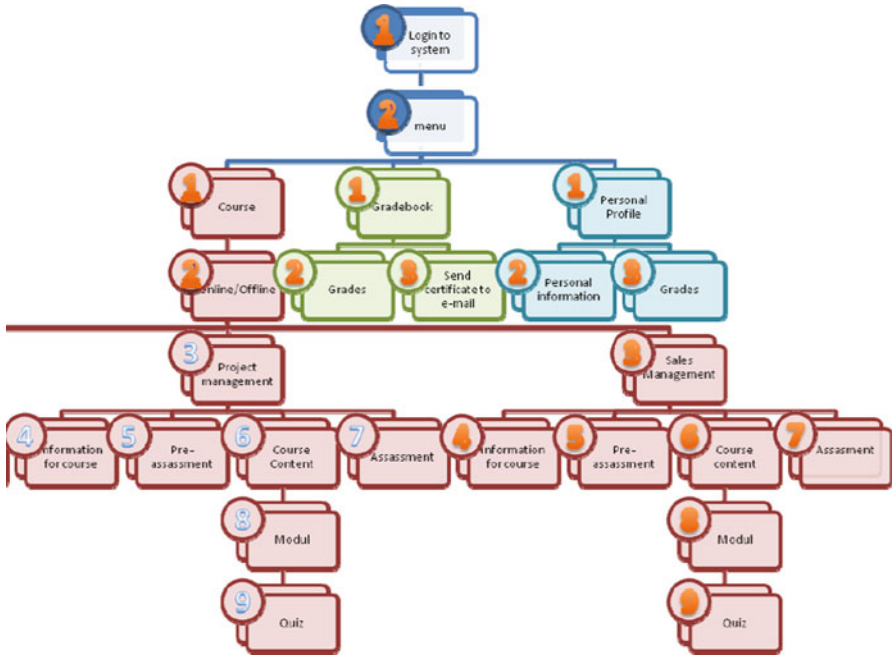 1
Login to
system
2
menu
1
Course
1
Gradebook
1
Personal
Profile
2
Online/Offline
2
Grades
3
Send
certificate to
e-mail
2
Personal
information
3
Grades
3
Project
management
3
Sales
Management
4
Information
for course
5
Pre-
assassment
6
Course
Content
7
Assassment
4
Information
for course
5
Pre-
assassment
6
Course
content
7
Assasment
8
Modul
8
Modul
9
Quiz
9
Quiz